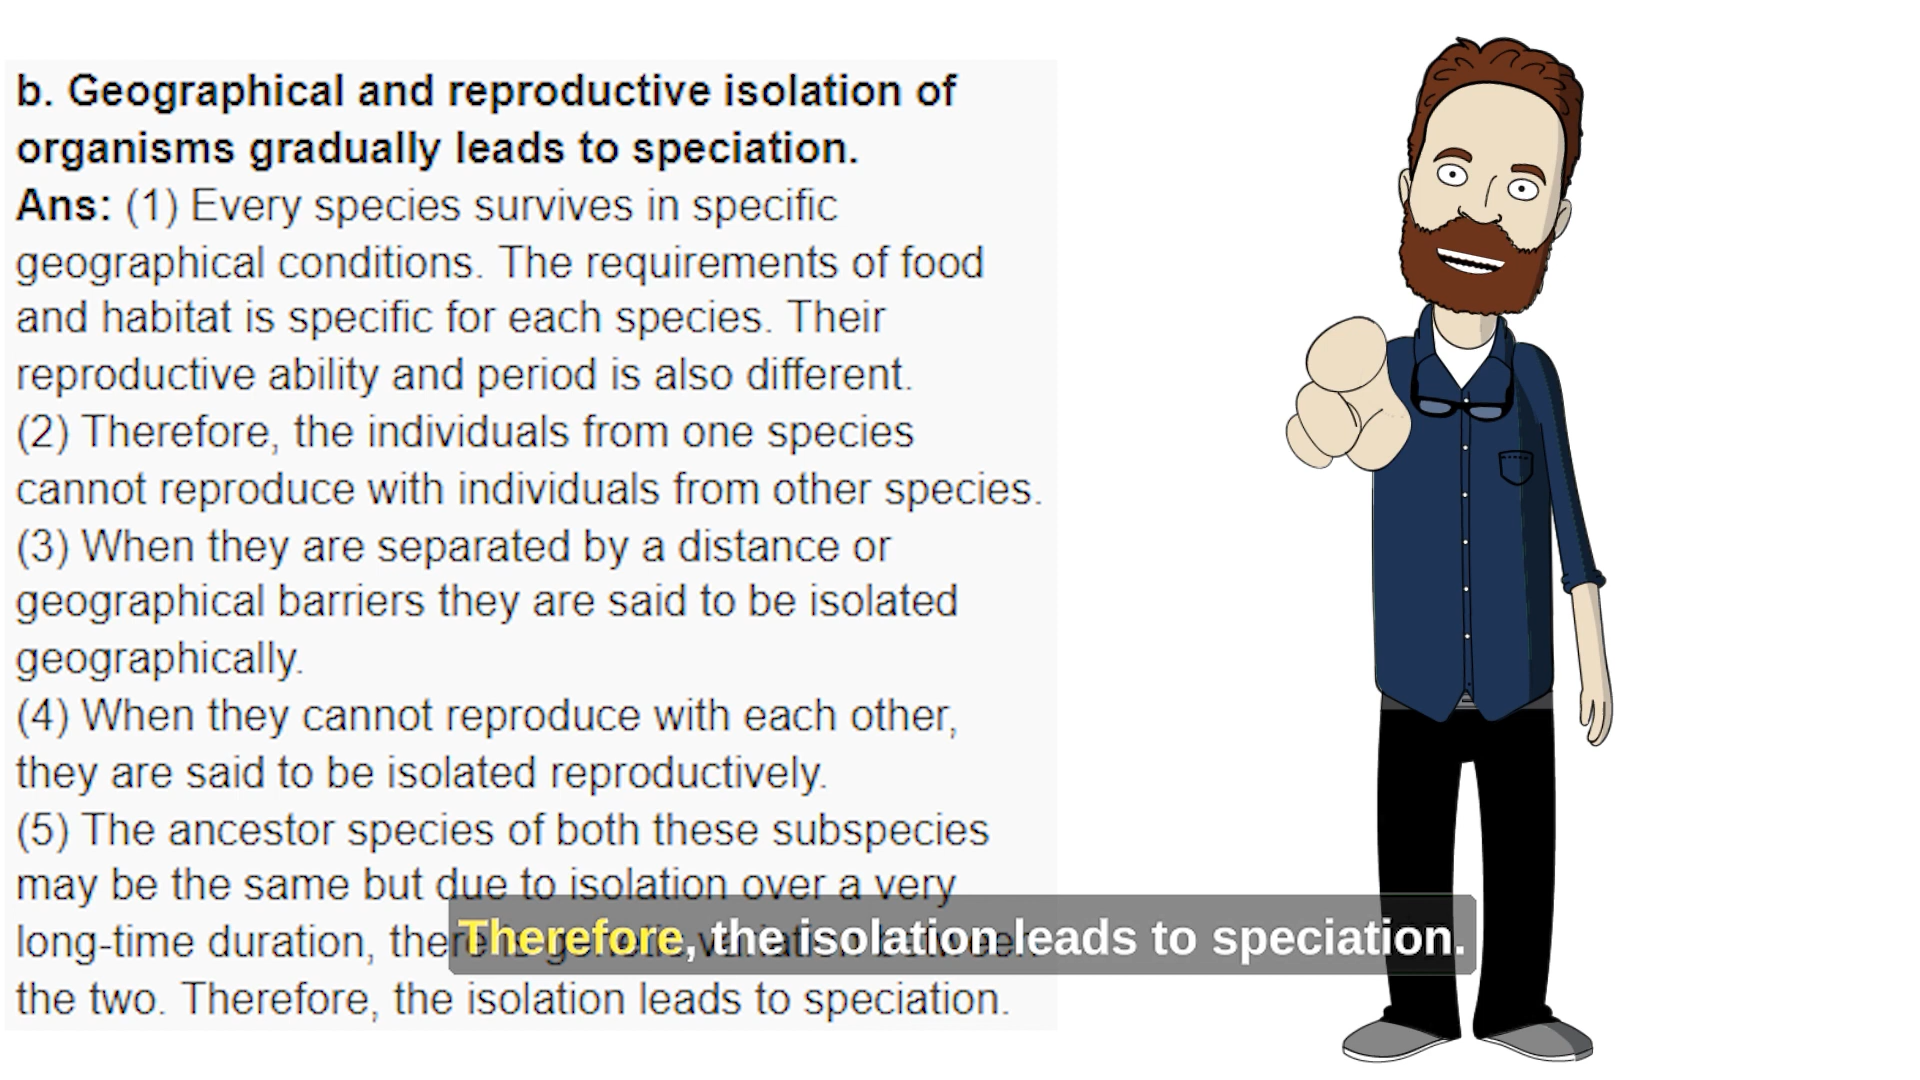 b. Geographical and reproductive isolation of
organisms gradually leads to speciation.
Ans: (1) Every species survives in specific
geographical conditions. The requirements of food
and habitat is specific for each species. Their
reproductive ability and period is also different.
(2) Therefore, the individuals from one species
cannot reproduce with individuals from other species.
(3) When they are separated by a distance or
geographical barriers they are said to be isolated
geographically.
(4) When they cannot reproduce with each other,
they are said to be isolated reproductively.
(5) The ancestor species of both these subspecies
may be the same but due to isolation over a very
long-time duration, there is genetic variation between
the two. Therefore, the isolation leads to speciation.
Therefore, the isolation leads to speciation.